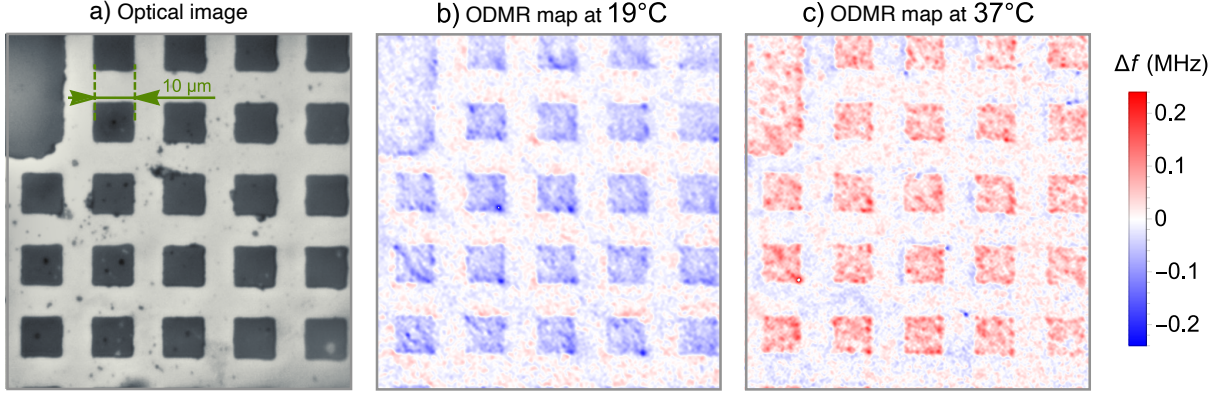 a) Optical image
b) ODMR map at 19°C
c) ODMR map at 37°C
10 µm
Δf (MHz)
0.2
0.1
0
−0.1
−0.2